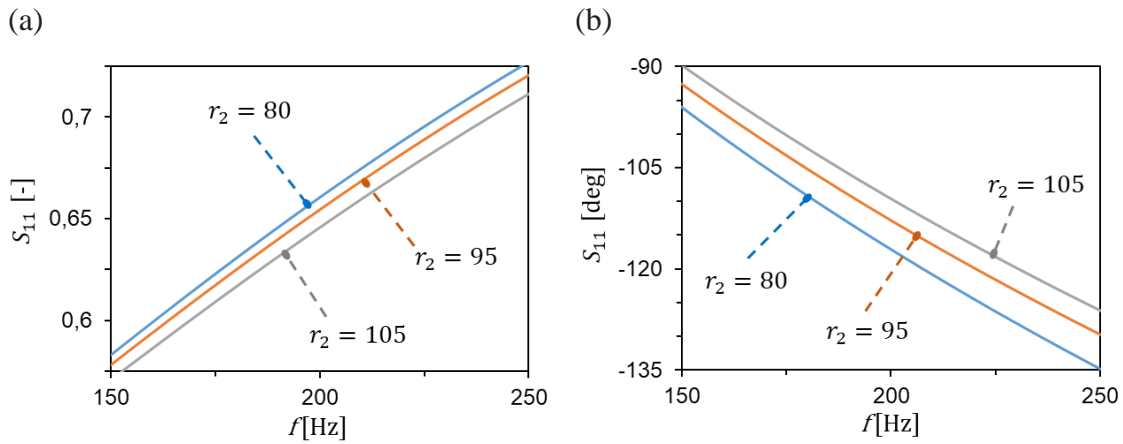 (a)
S₁₁ [-]
0,7
0,65
0,6
r₂ = 80
r₂ = 95
r₂ = 105
150
200
250
f[Hz]
(b)
S₁₁ [deg]
-90
-105
-120
-135
r₂ = 105
r₂ = 80
r₂ = 95
150
200
250
f[Hz]